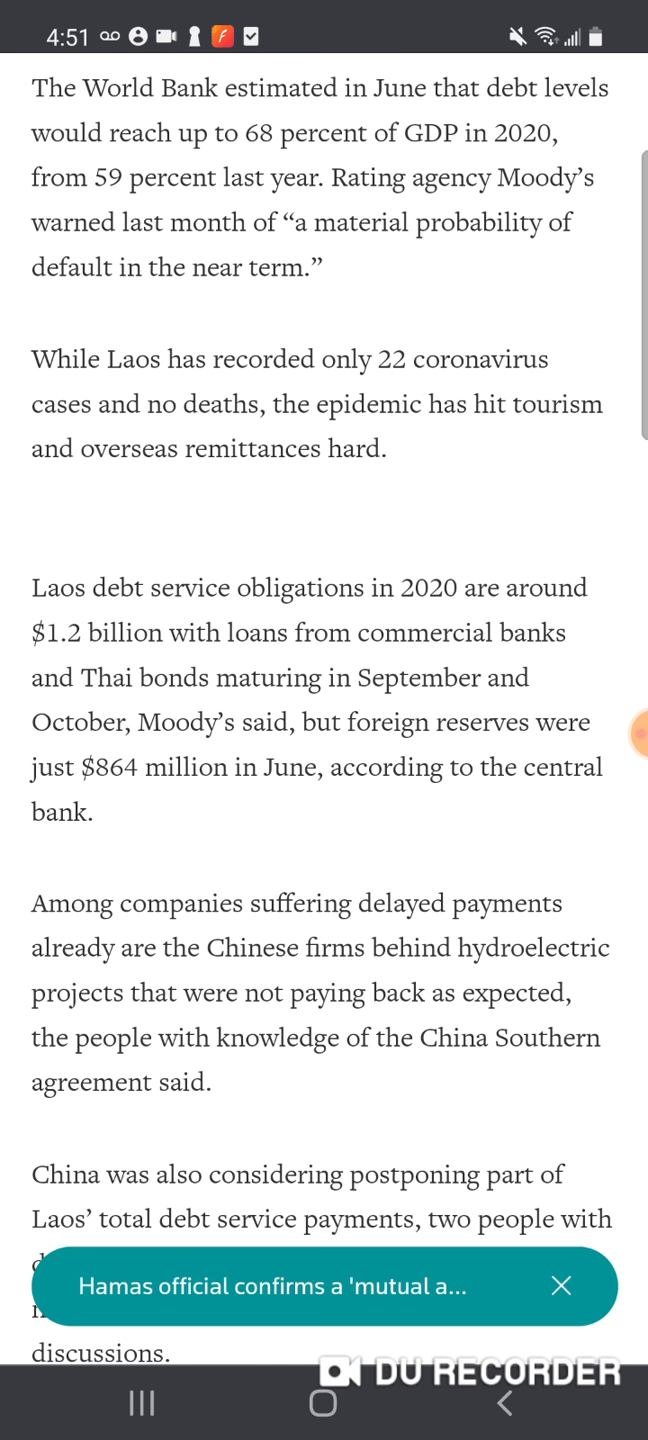 4:51
The World Bank estimated in June that debt levels
would reach up to 68 percent of GDP in 2020,
from 59 percent last year. Rating agency Moody’s
warned last month of “a material probability of
default in the near term.”
While Laos has recorded only 22 coronavirus
cases and no deaths, the epidemic has hit tourism
and overseas remittances hard.
Laos debt service obligations in 2020 are around
$1.2 billion with loans from commercial banks
and Thai bonds maturing in September and
October, Moody’s said, but foreign reserves were
just $864 million in June, according to the central
bank.
Among companies suffering delayed payments
already are the Chinese firms behind hydroelectric
projects that were not paying back as expected,
the people with knowledge of the China Southern
agreement said.
China was also considering postponing part of
Laos’ total debt service payments, two people with
Hamas official confirms a 'mutual a...
discussions.
DU RECORDER